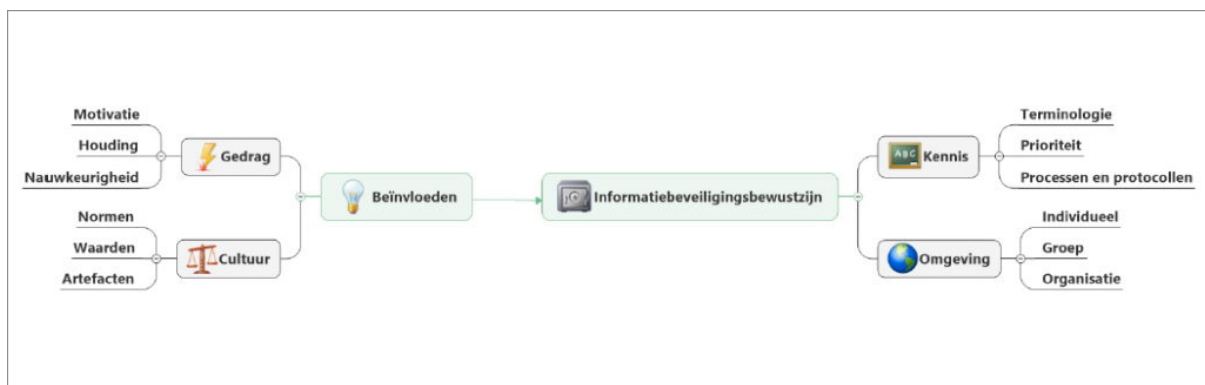 Motivatie
Houding
Nauwkeurigheid
Gedrag
Normen
Waarden
Artefacten
Cultuur
Beïnvloeden
Informatiebeveiligingsbewustzijn
ABC
Kennis
Terminologie
Prioriteit
Processen en protocollen
Omgeving
Individueel
Groep
Organisatie